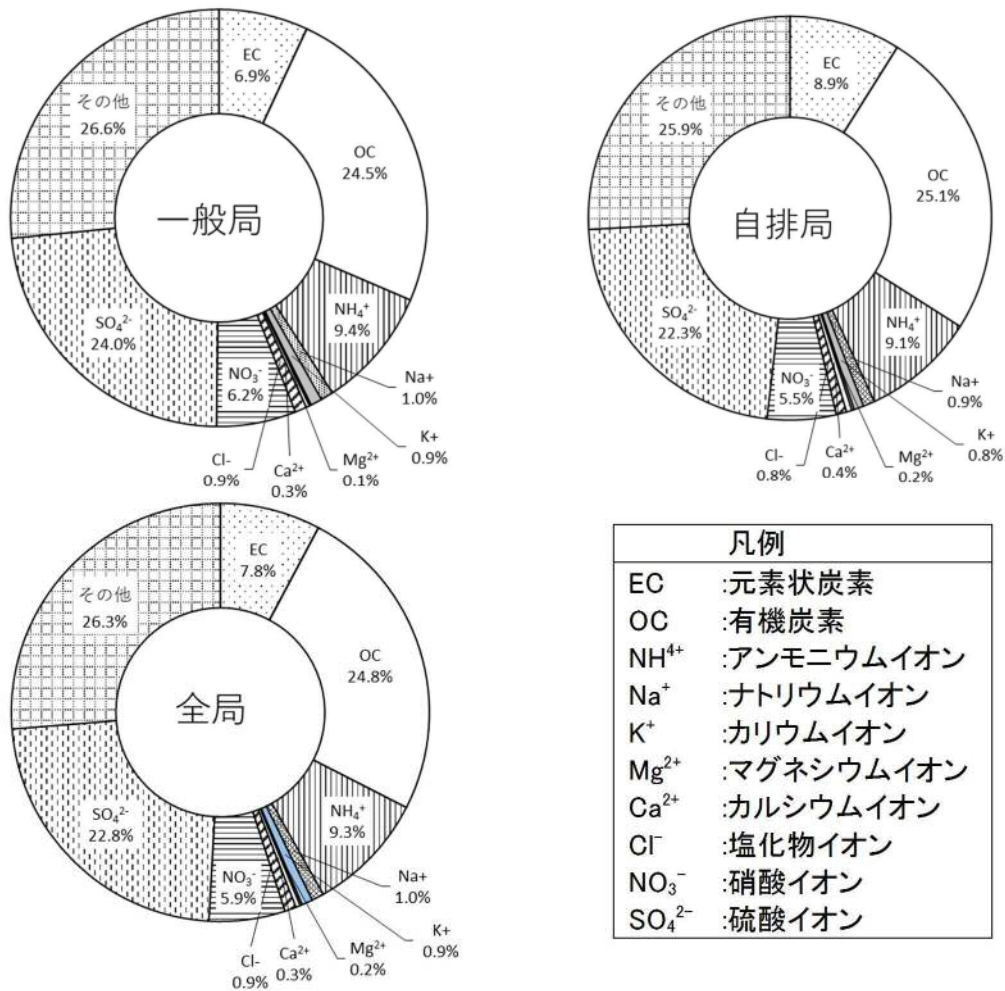 EC
6.9%
OC
24.5%
NH₄⁺
9.4%
Na+
1.0%
K+
0.9%
Mg²⁺
0.1%
Ca²⁺
0.3%
Cl-
0.9%
NO₃⁻
6.2%
SO₄²⁻
24.0%
その他
26.6%
一般局
EC
8.9%
OC
25.1%
NH₄⁺
9.1%
Na+
0.9%
K+
0.8%
Mg²⁺
0.2%
Ca²⁺
0.4%
Cl-
0.8%
NO₃⁻
5.5%
SO₄²⁻
22.3%
その他
25.9%
自排局
EC
7.8%
OC
24.8%
NH₄⁺
9.3%
Na+
1.0%
K+
0.9%
Mg²⁺
0.2%
Ca²⁺
0.3%
Cl-
0.9%
NO₃⁻
5.9%
SO₄²⁻
22.8%
その他
26.3%
全局
凡例
EC :元素状炭素
OC :有機炭素
NH⁴⁺ :アンモニウムイオン
Na⁺ :ナトリウムイオン
K⁺ :カリウムイオン
Mg²⁺ :マグネシウムイオン
Ca²⁺ :カルシウムイオン
Cl⁻ :塩化物イオン
NO₃⁻ :硝酸イオン
SO₄²⁻ :硫酸イオン